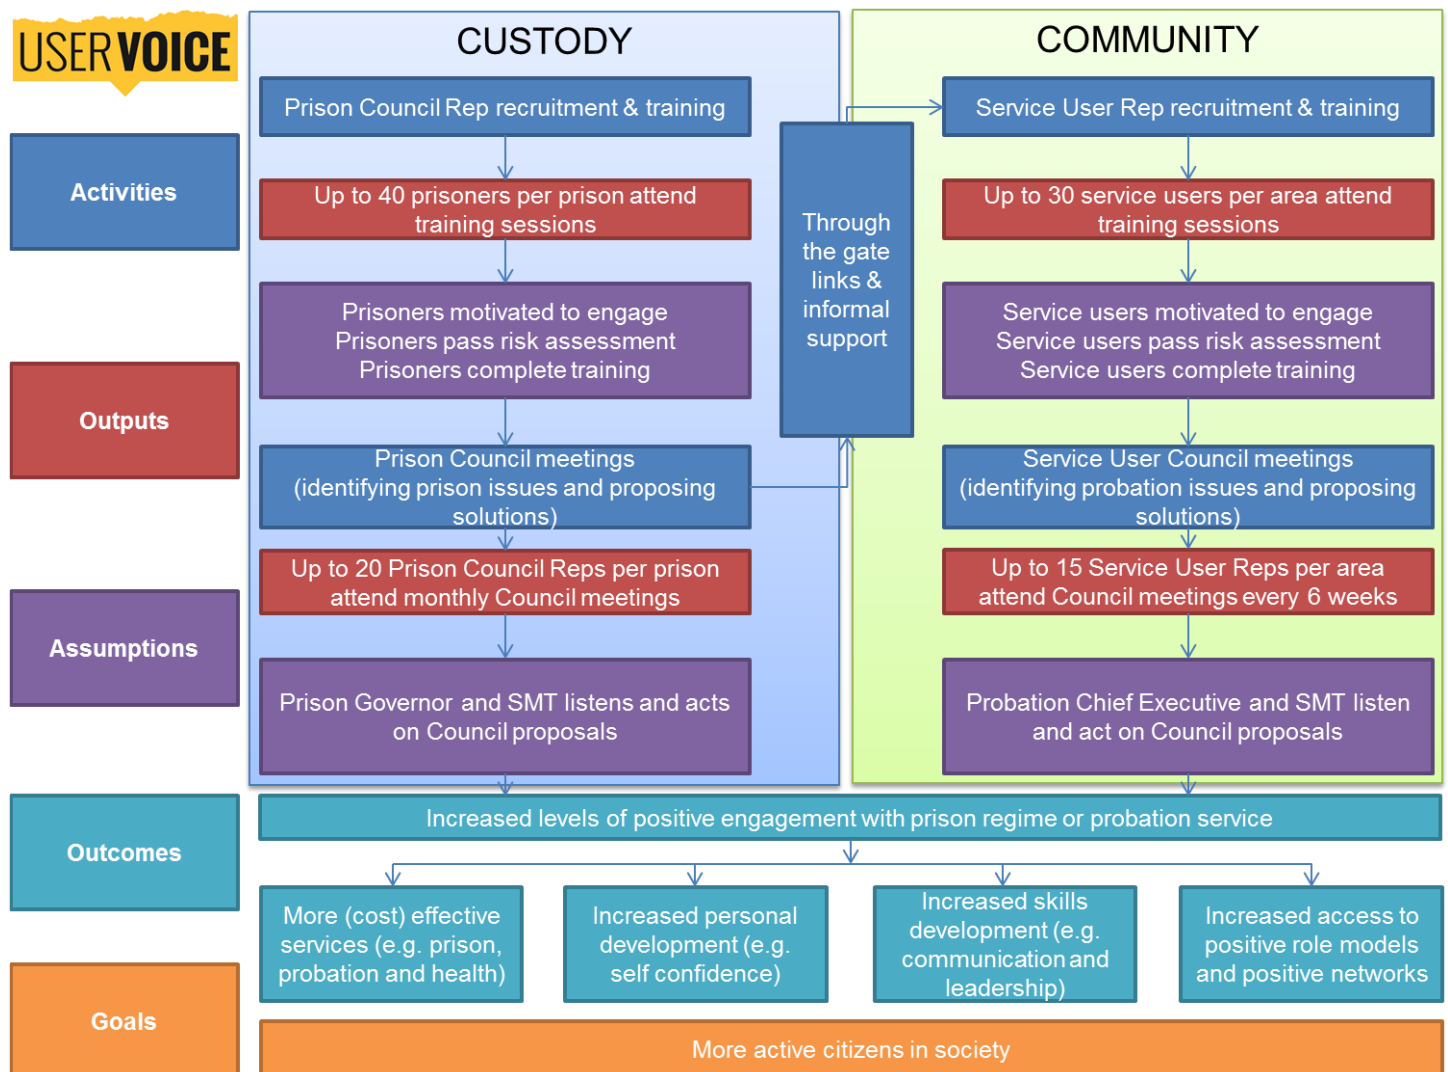 USERVOICE
Activities
Outputs
Assumptions
Outcomes
Goals
CUSTODY
Prison Council Rep recruitment & training
Up to 40 prisoners per prison attend
training sessions
Prisoners motivated to engage
Prisoners pass risk assessment
Prisoners complete training
Prison Council meetings
(identifying prison issues and proposing
solutions)
Up to 20 Prison Council Reps per prison
attend monthly Council meetings
Prison Governor and SMT listens and acts
on Council proposals
Through
the gate
links &
informal
support
COMMUNITY
Service User Rep recruitment & training
Up to 30 service users per area attend
training sessions
Service users motivated to engage
Service users pass risk assessment
Service users complete training
Service User Council meetings
(identifying probation issues and proposing
solutions)
Up to 15 Service User Reps per area
attend Council meetings every 6 weeks
Probation Chief Executive and SMT listen
and act on Council proposals
Increased levels of positive engagement with prison regime or probation service
More (cost) effective
services (e.g. prison,
probation and health)
Increased personal
development (e.g.
self confidence)
Increased skills
development (e.g.
communication and
leadership)
Increased access to
positive role models
and positive networks
More active citizens in society